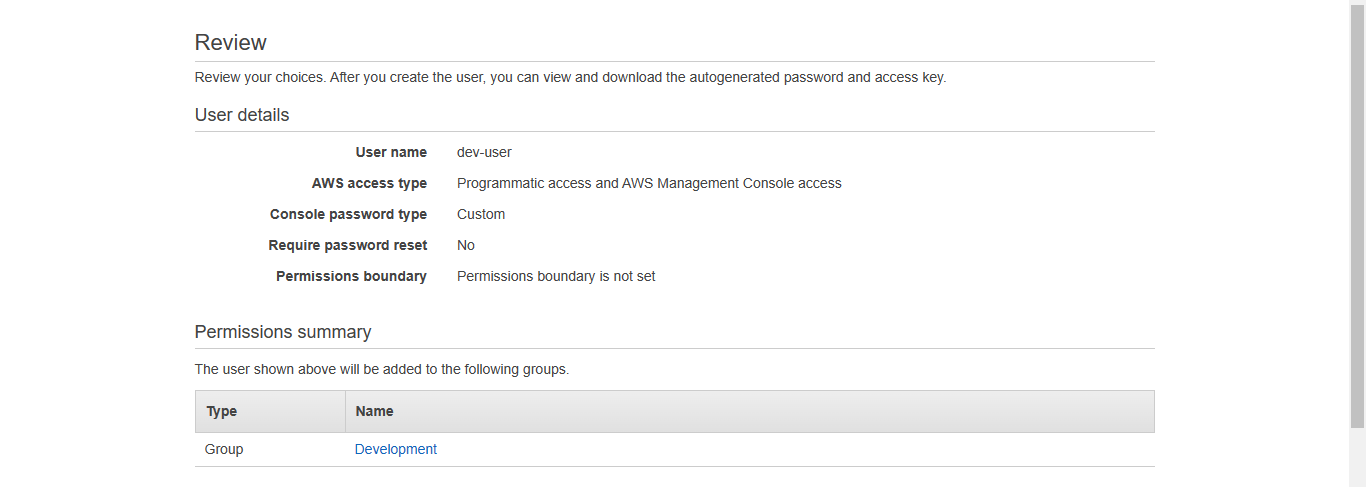 Review
Review your choices. After you create the user, you can view and download the autogenerated password and access key.
User details
User name dev-user
AWS access type Programmatic access and AWS Management Console access
Console password type Custom
Require password reset No
Permissions boundary Permissions boundary is not set
Permissions summary
The user shown above will be added to the following groups.
Type Name
Group Development